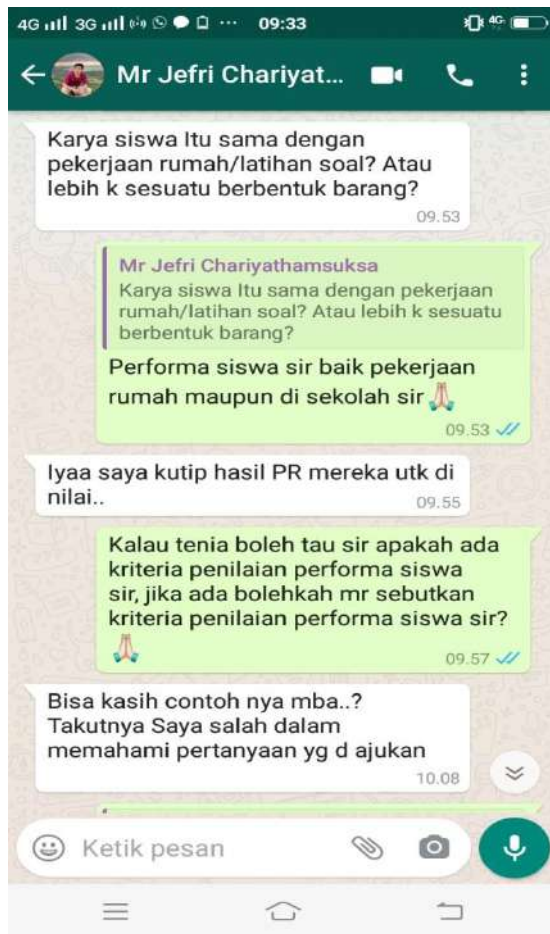 4G 3G ... 09:33 4G
Mr Jefri Chariyat...
Karya siswa Itu sama dengan
pekerjaan rumah/latihan soal? Atau
lebih k sesuatu berbentuk barang?
09.53
Mr Jefri Chariyathamsuksa
Karya siswa Itu sama dengan pekerjaan
rumah/latihan soal? Atau lebih k sesuatu
berbentuk barang?
Performa siswa sir baik pekerjaan
rumah maupun di sekolah sir 🙏
09.53
Iyaa saya kutip hasil PR mereka utk di
nilai..
09.55
Kalau tenia boleh tau sir apakah ada
kriteria penilaian performa siswa
sir, jika ada bolehkah mr sebutkan
kriteria penilaian performa siswa sir?
🙏
09.57
Bisa kasih contoh nya mba..?
Takutnya Saya salah dalam
memahami pertanyaan yg d ajukan
10.08
Ketik pesan